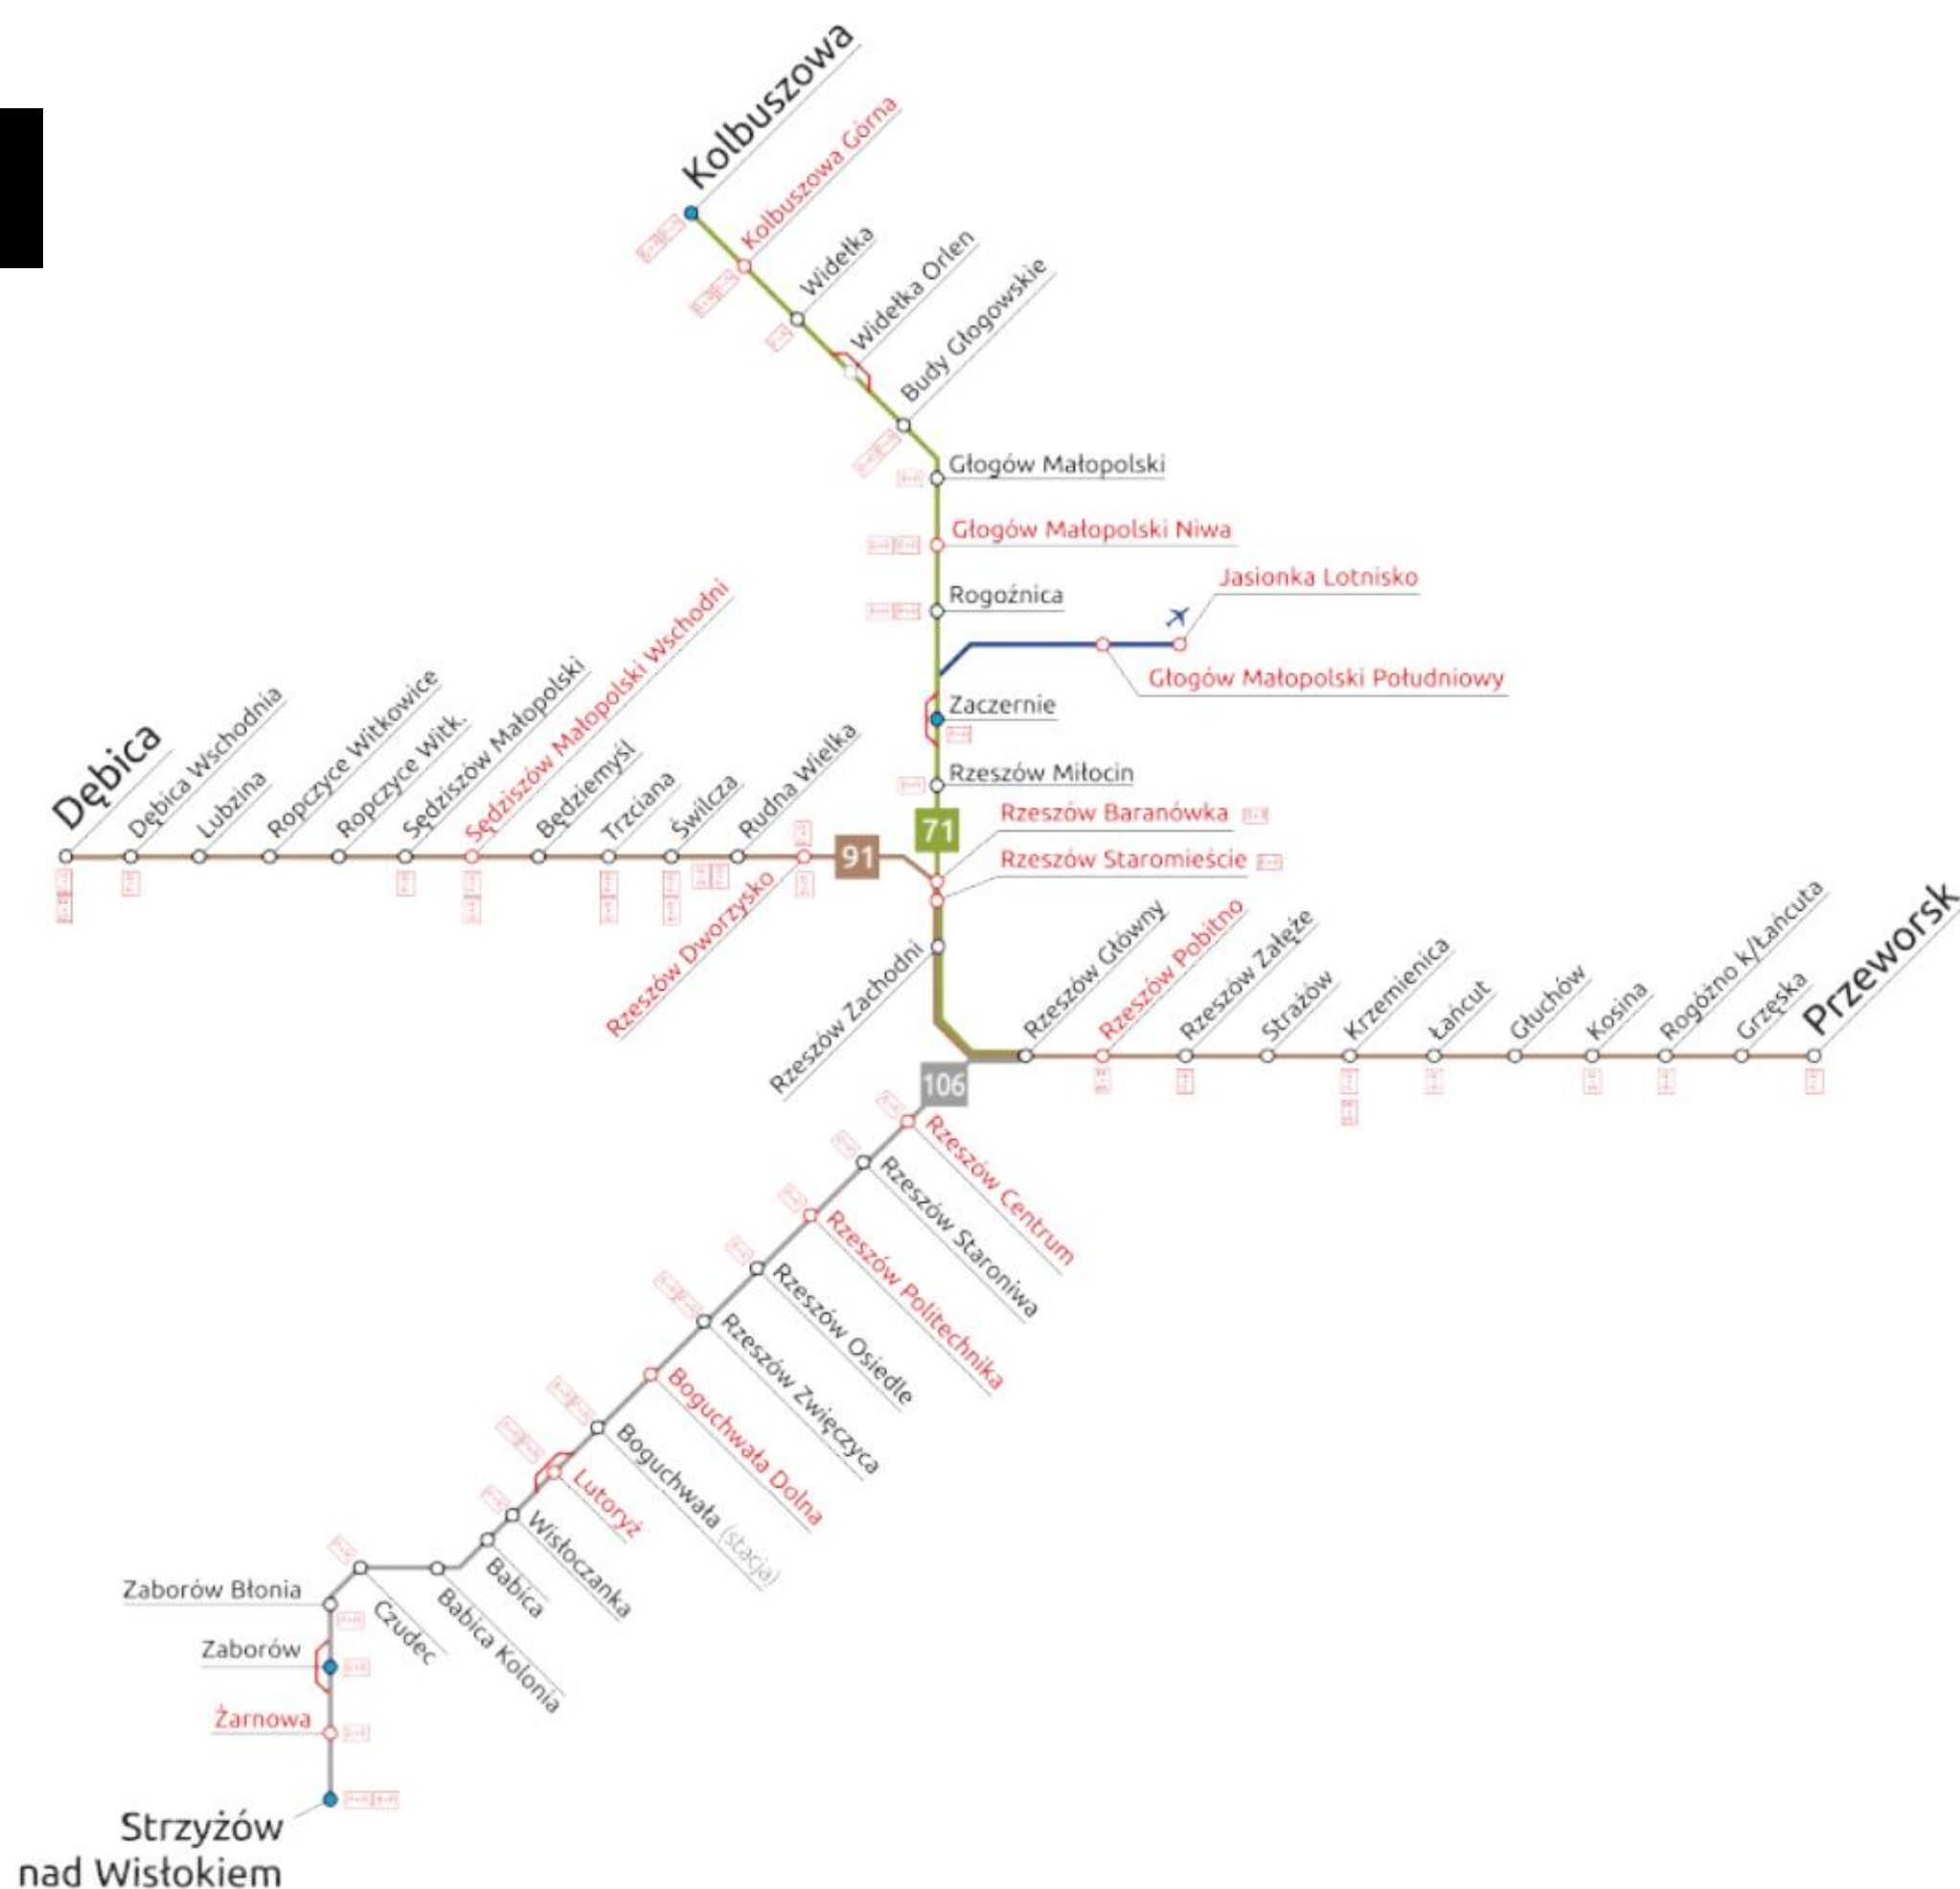 Kolbuszowa
Kolbuszowa Górna
Widełka
Widełka Orlen
Budy Głogowskie
Głogów Małopolski
Głogów Małopolski Niwa
Jasionka Lotnisko
Rogoźnica
Głogów Małopolski Południowy
Zaczernie
Rzeszów Miłocin
71
Rzeszów Baranówka
Rzeszów Staromieście
Dębica
Dębica Wschodnia
Lubzina
Ropczyce Witkowice
Ropczyce Witk.
Sędziszów Małopolski
Sędziszów Małopolski Wschodni
Będziemyśl
Trzciana
Świlcza
Rudna Wielka
Rzeszów Dworzysko
91
Rzeszów Zachodni
Rzeszów Główny
Rzeszów Pobitno
Rzeszów Załęże
Strażów
Krzemienica
Łańcut
Głuchów
Kosina
Rogóżno k/Łańcuta
Grzęska
Przeworsk
106
Rzeszów Centrum
Rzeszów Staroniwa
Rzeszów Politechnika
Rzeszów Osiedle
Rzeszów Zwięczyca
Boguchwała Dolna
Boguchwała (stacja)
Lutoryż
Wisłoczanka
Babica
Babica Kolonia
Czudec
Zaborów Błonia
Zaborów
Żarnowa
Strzyżów
nad Wisłokiem